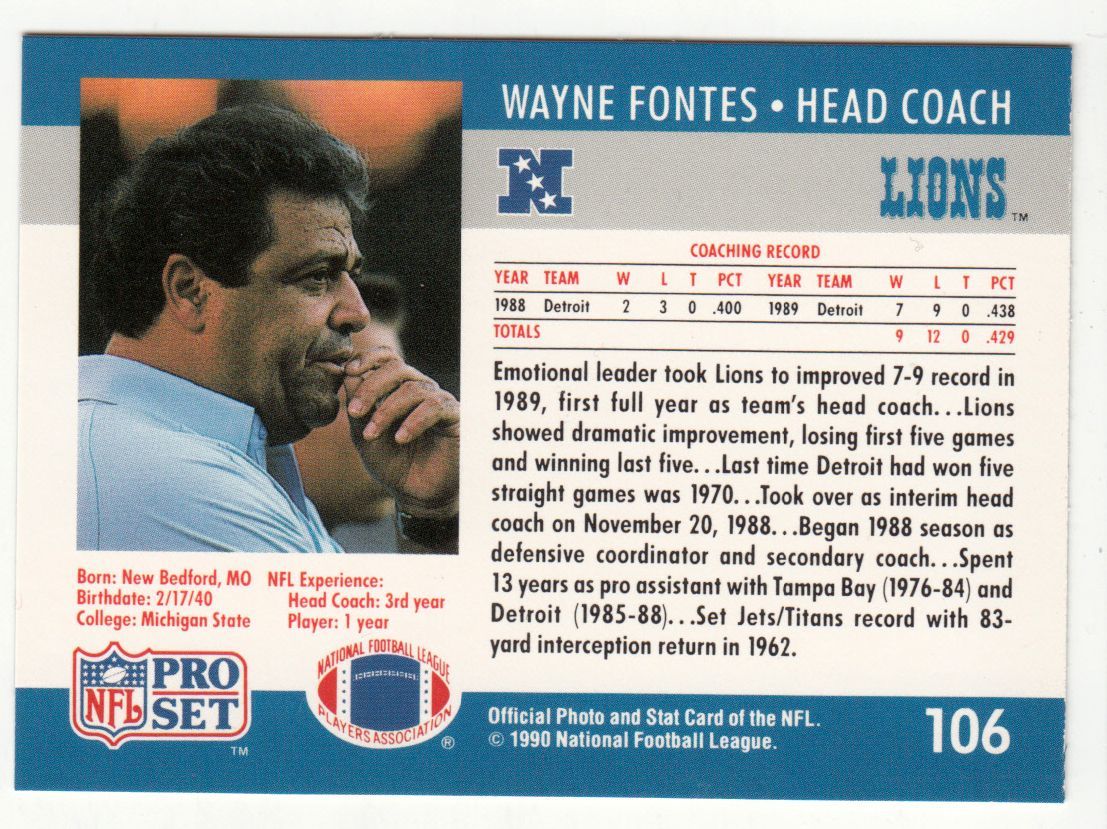 WAYNE FONTES • HEAD COACH
N
LIONS™
COACHING RECORD
YEAR TEAM W L T PCT YEAR TEAM W L T PCT
1988 Detroit 2 3 0 .400 1989 Detroit 7 9 0 .438
TOTALS 9 12 0 .429
Emotional leader took Lions to improved 7-9 record in
1989, first full year as team's head coach...Lions
showed dramatic improvement, losing first five games
and winning last five...Last time Detroit had won five
straight games was 1970...Took over as interim head
coach on November 20, 1988...Began 1988 season as
defensive coordinator and secondary coach...Spent
13 years as pro assistant with Tampa Bay (1976-84) and
Detroit (1985-88)...Set Jets/Titans record with 83-
yard interception return in 1962.
Born: New Bedford, MO
Birthdate: 2/17/40
College: Michigan State
NFL Experience:
Head Coach: 3rd year
Player: 1 year
NFL
PRO
SET™
NATIONAL FOOTBALL LEAGUE
PLAYERS ASSOCIATION ®
Official Photo and Stat Card of the NFL.
© 1990 National Football League.
106